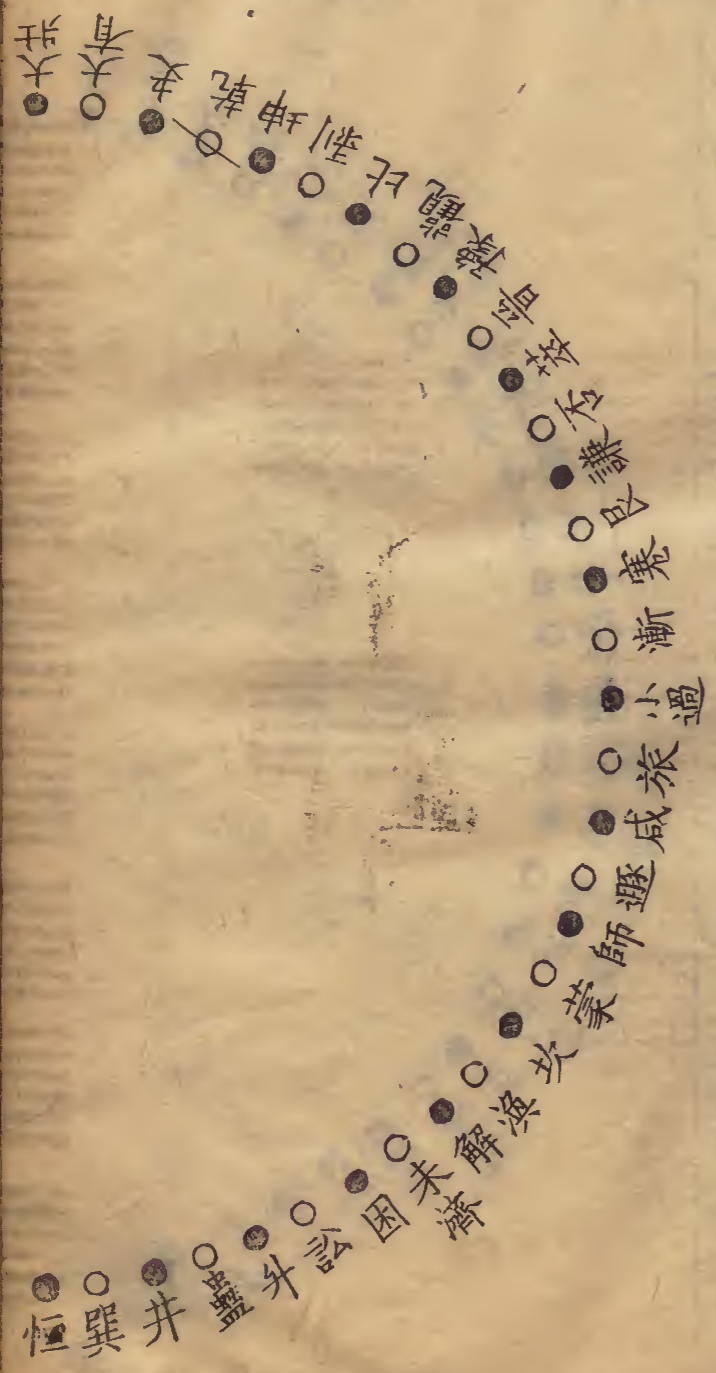 大壯
大有
夬
乾
坤
剥
比
觀
豫
晉
萃
否
謙
艮
蹇
漸
小過
旅
咸
遯
師
蒙
坎
渙
解
未濟
困
訟
升
蠱
井
巽
恒